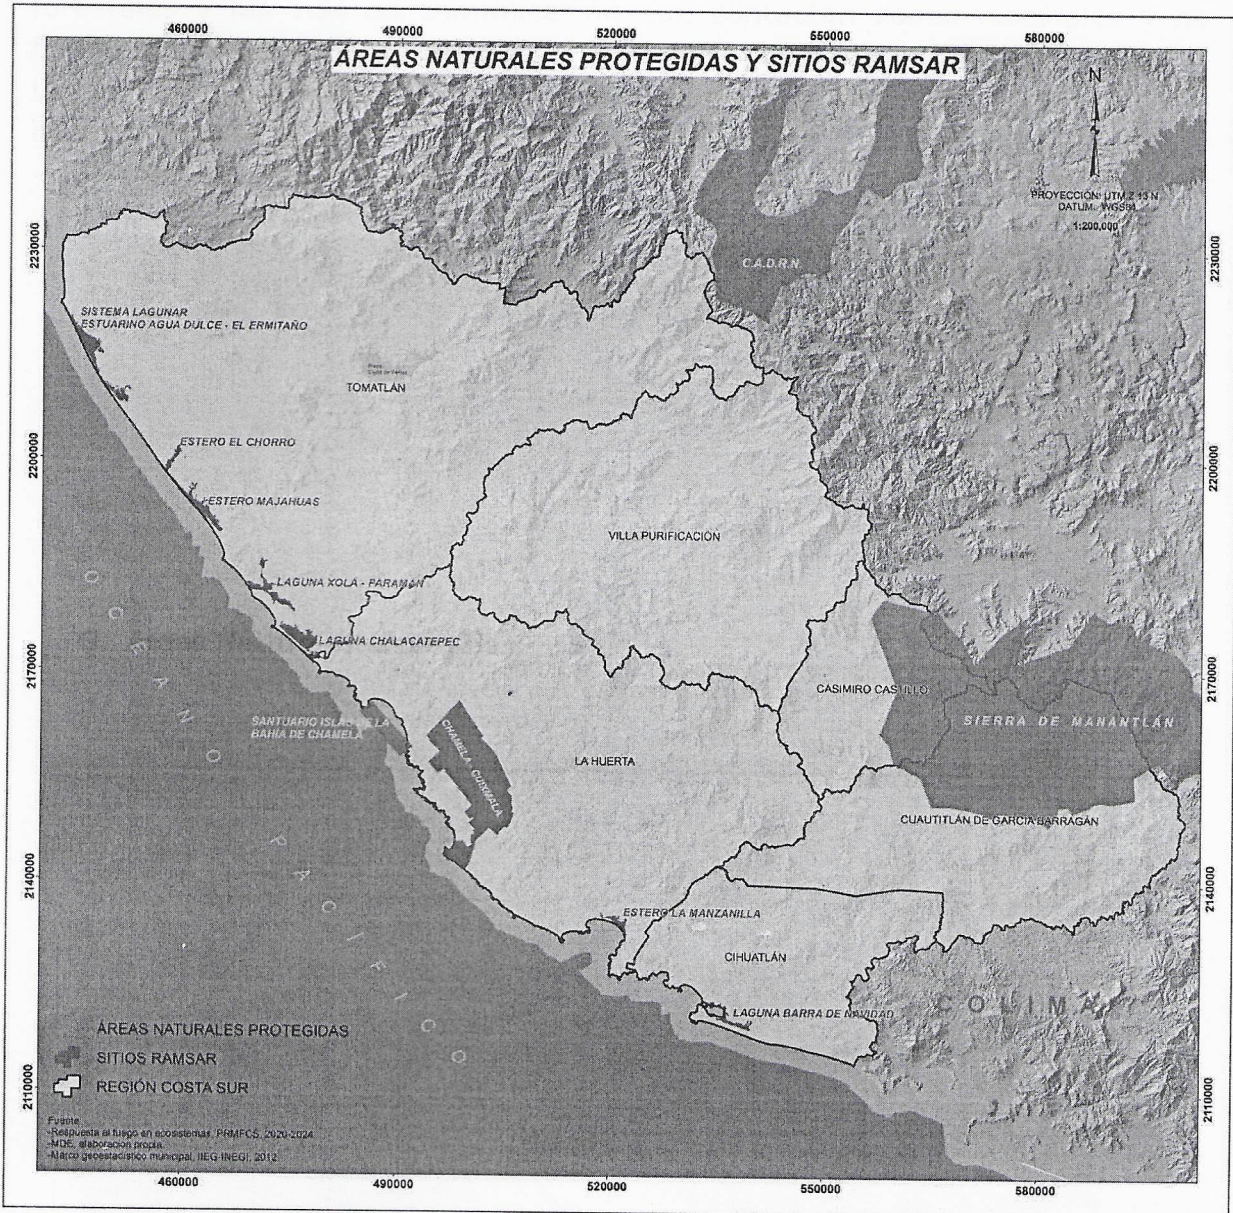 460000
490000
520000
550000
580000
ÁREAS NATURALES PROTEGIDAS Y SITIOS RAMSAR
N
PROYECCIÓN: UTM Z 13 N
DATUM: WGS84
1:200,000
2230000
2230000
C.A.D.R.N.
SISTEMA LAGUNAR
ESTUARINO AGUA DULCE - EL ERMITAÑO
TOMATLÁN
ESTERO EL CHORRO
2200000
2200000
ESTERO MAJAHUAS
VILLA PURIFICACIÓN
LAGUNA XOLA - PARAMAN
LAGUNA CHALACATEPEC
2170000
2170000
CASIMIRO CASTILLO
SIERRA DE MANANTLÁN
SANTUARIO ISLAS DE LA
BAHÍA DE CHAMELA
CHAMELA - CUIXMALA
LA HUERTA
CUAUTITLÁN DE GARCÍA BARRAGÁN
OCEANO PACIFICO
2140000
2140000
ESTERO LA MANZANILLA
CIHUATLÁN
COLIMA
LAGUNA BARRA DE NAVIDAD
ÁREAS NATURALES PROTEGIDAS
SITIOS RAMSAR
REGIÓN COSTA SUR
2110000
2110000
Fuente
-Respuesta al fuego en ecosistemas, PRMFCS, 2020-2024
-MDE, elaboración propia.
-Marco geoestadístico municipal, IIEG-INEGI, 2012
460000
490000
520000
550000
580000